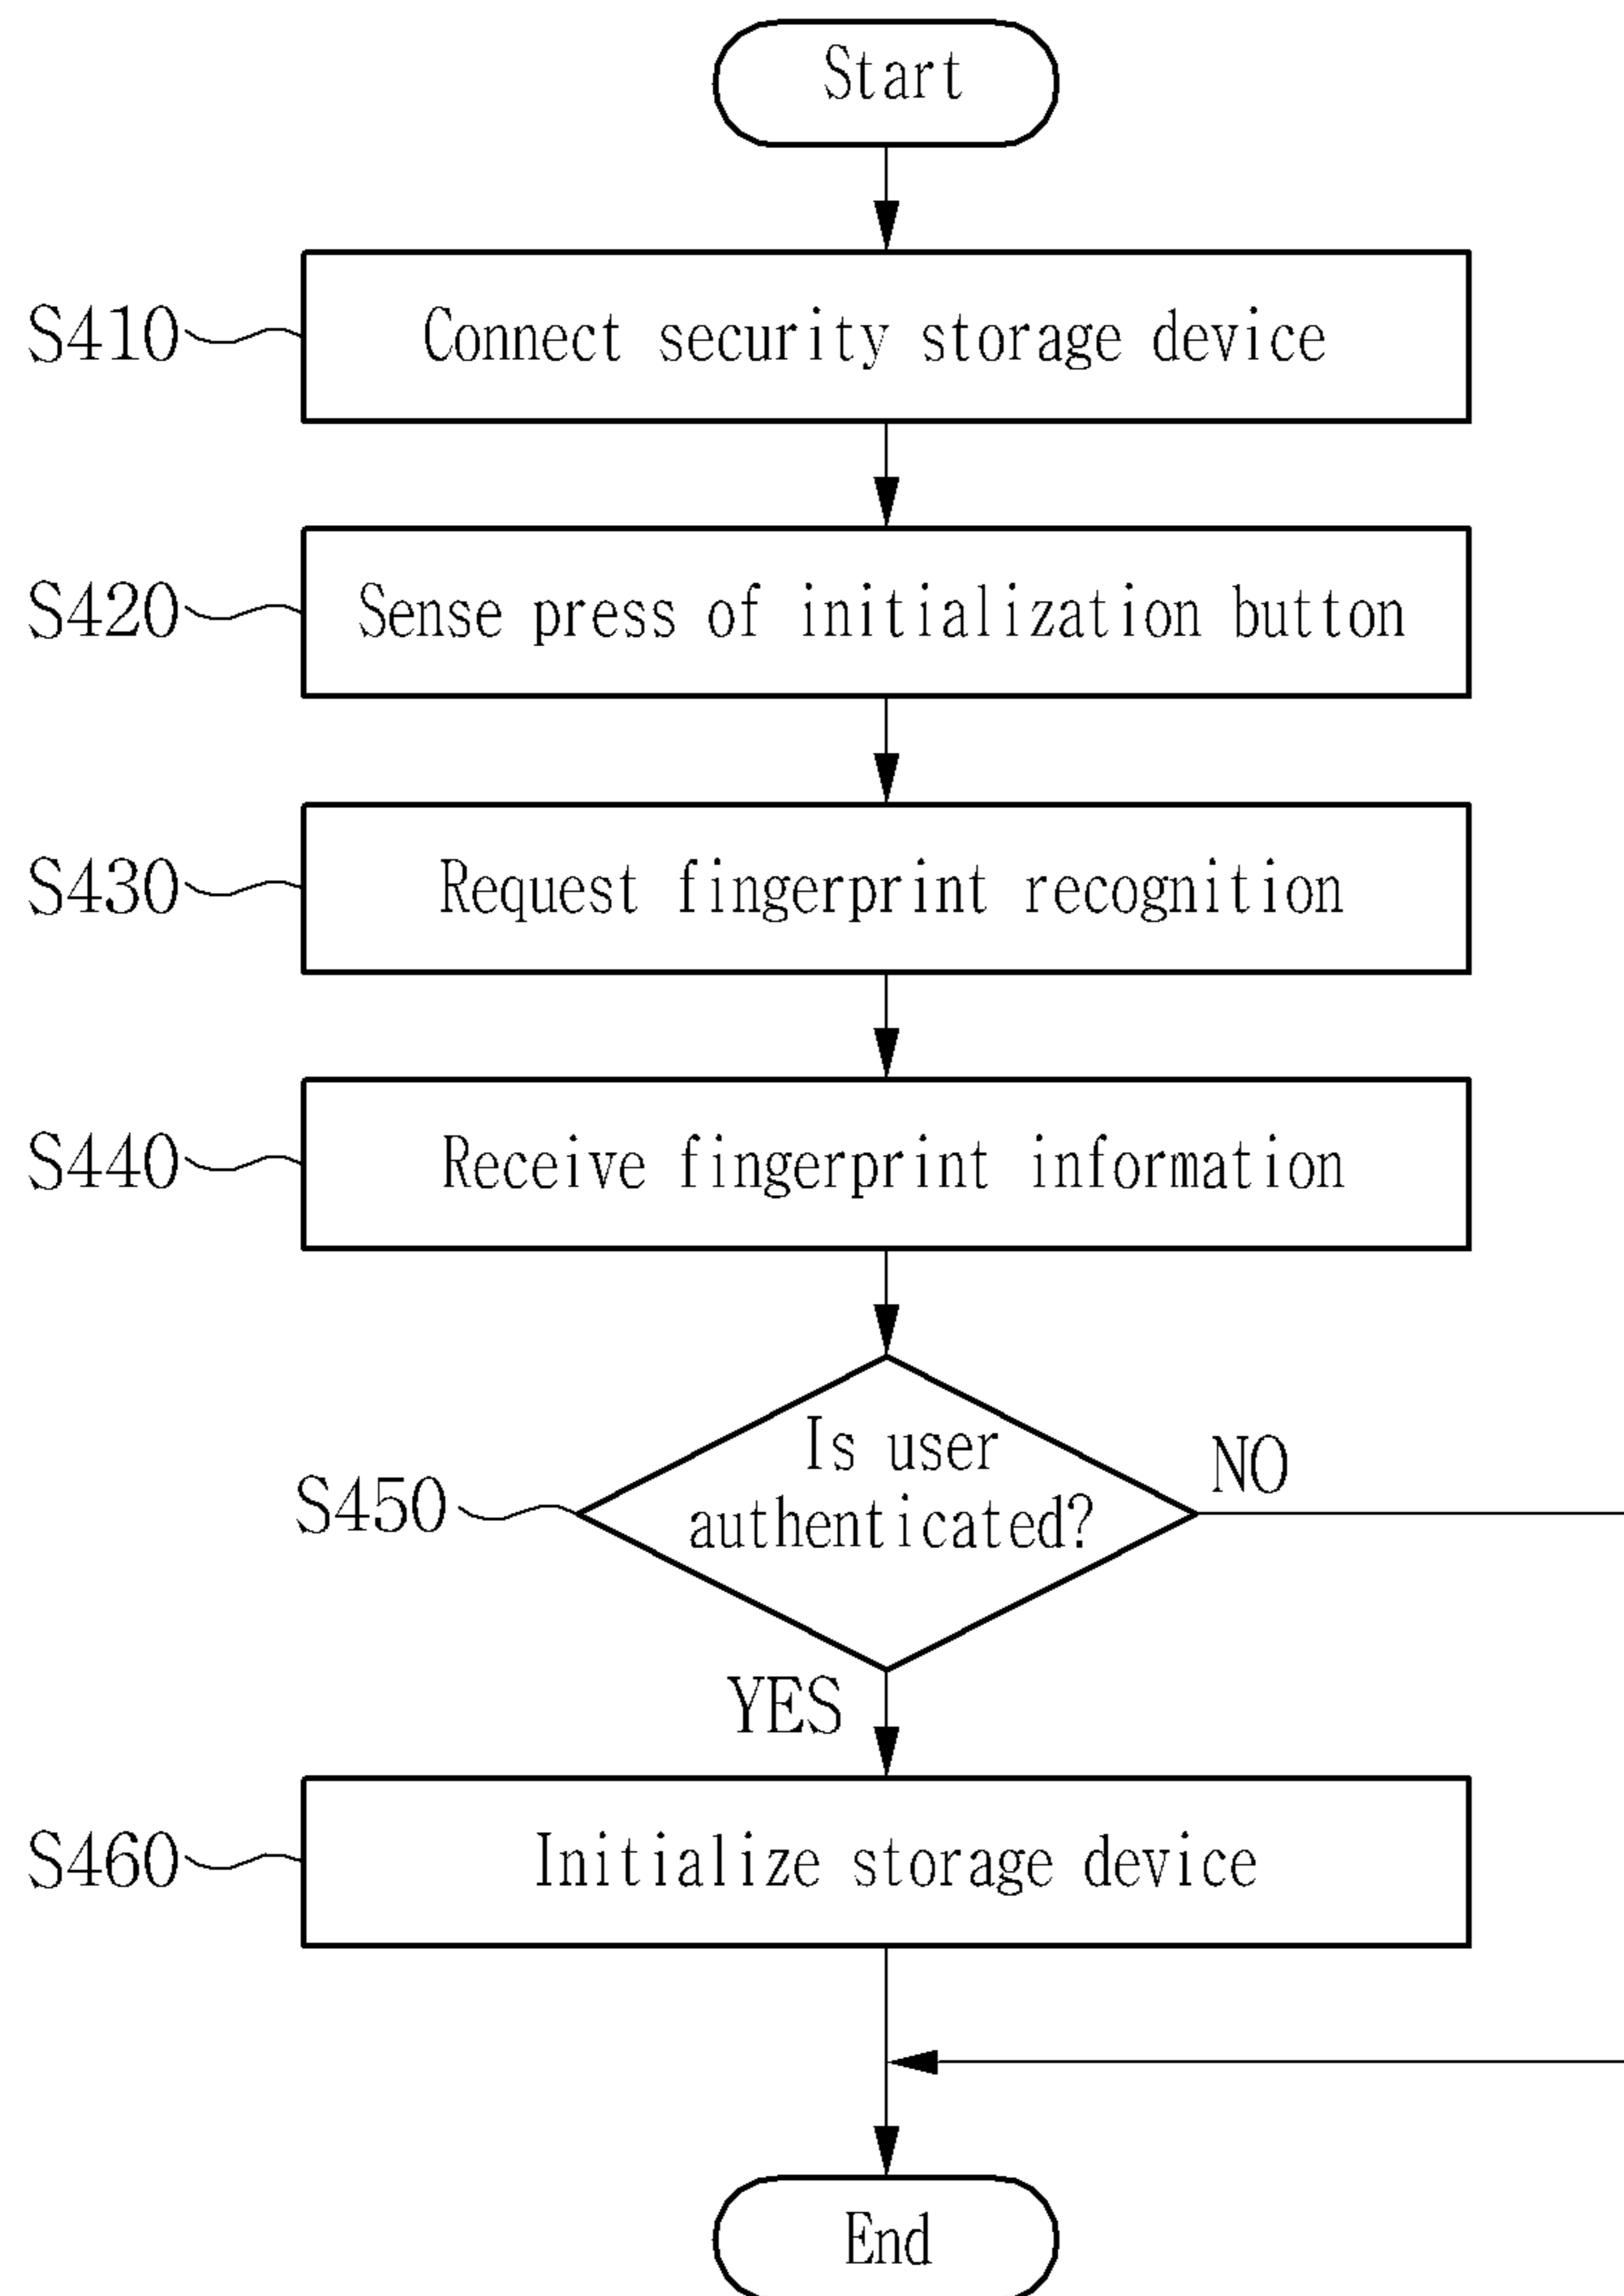 Start
S410
Connect security storage device
S420
Sense press of initialization button
S430
Request fingerprint recognition
S440
Receive fingerprint information
S450
Is user
authenticated?
NO
YES
S460
Initialize storage device
End